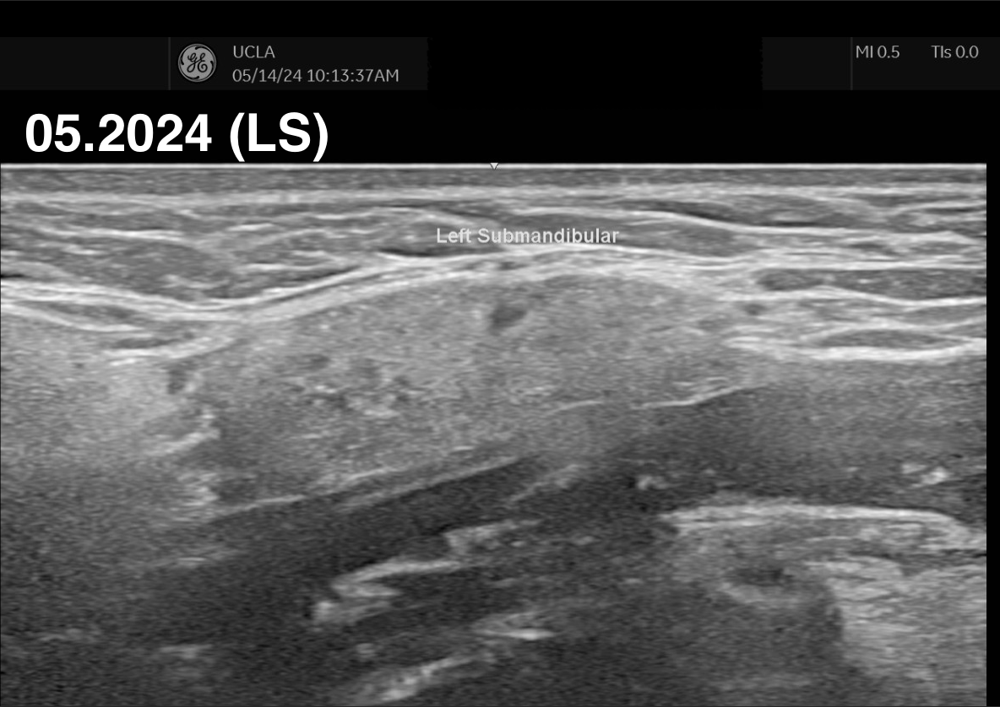 UCLA
05/14/24 10:13:37AM
MI 0.5 TIs 0.0
05.2024 (LS)
Left Submandibular